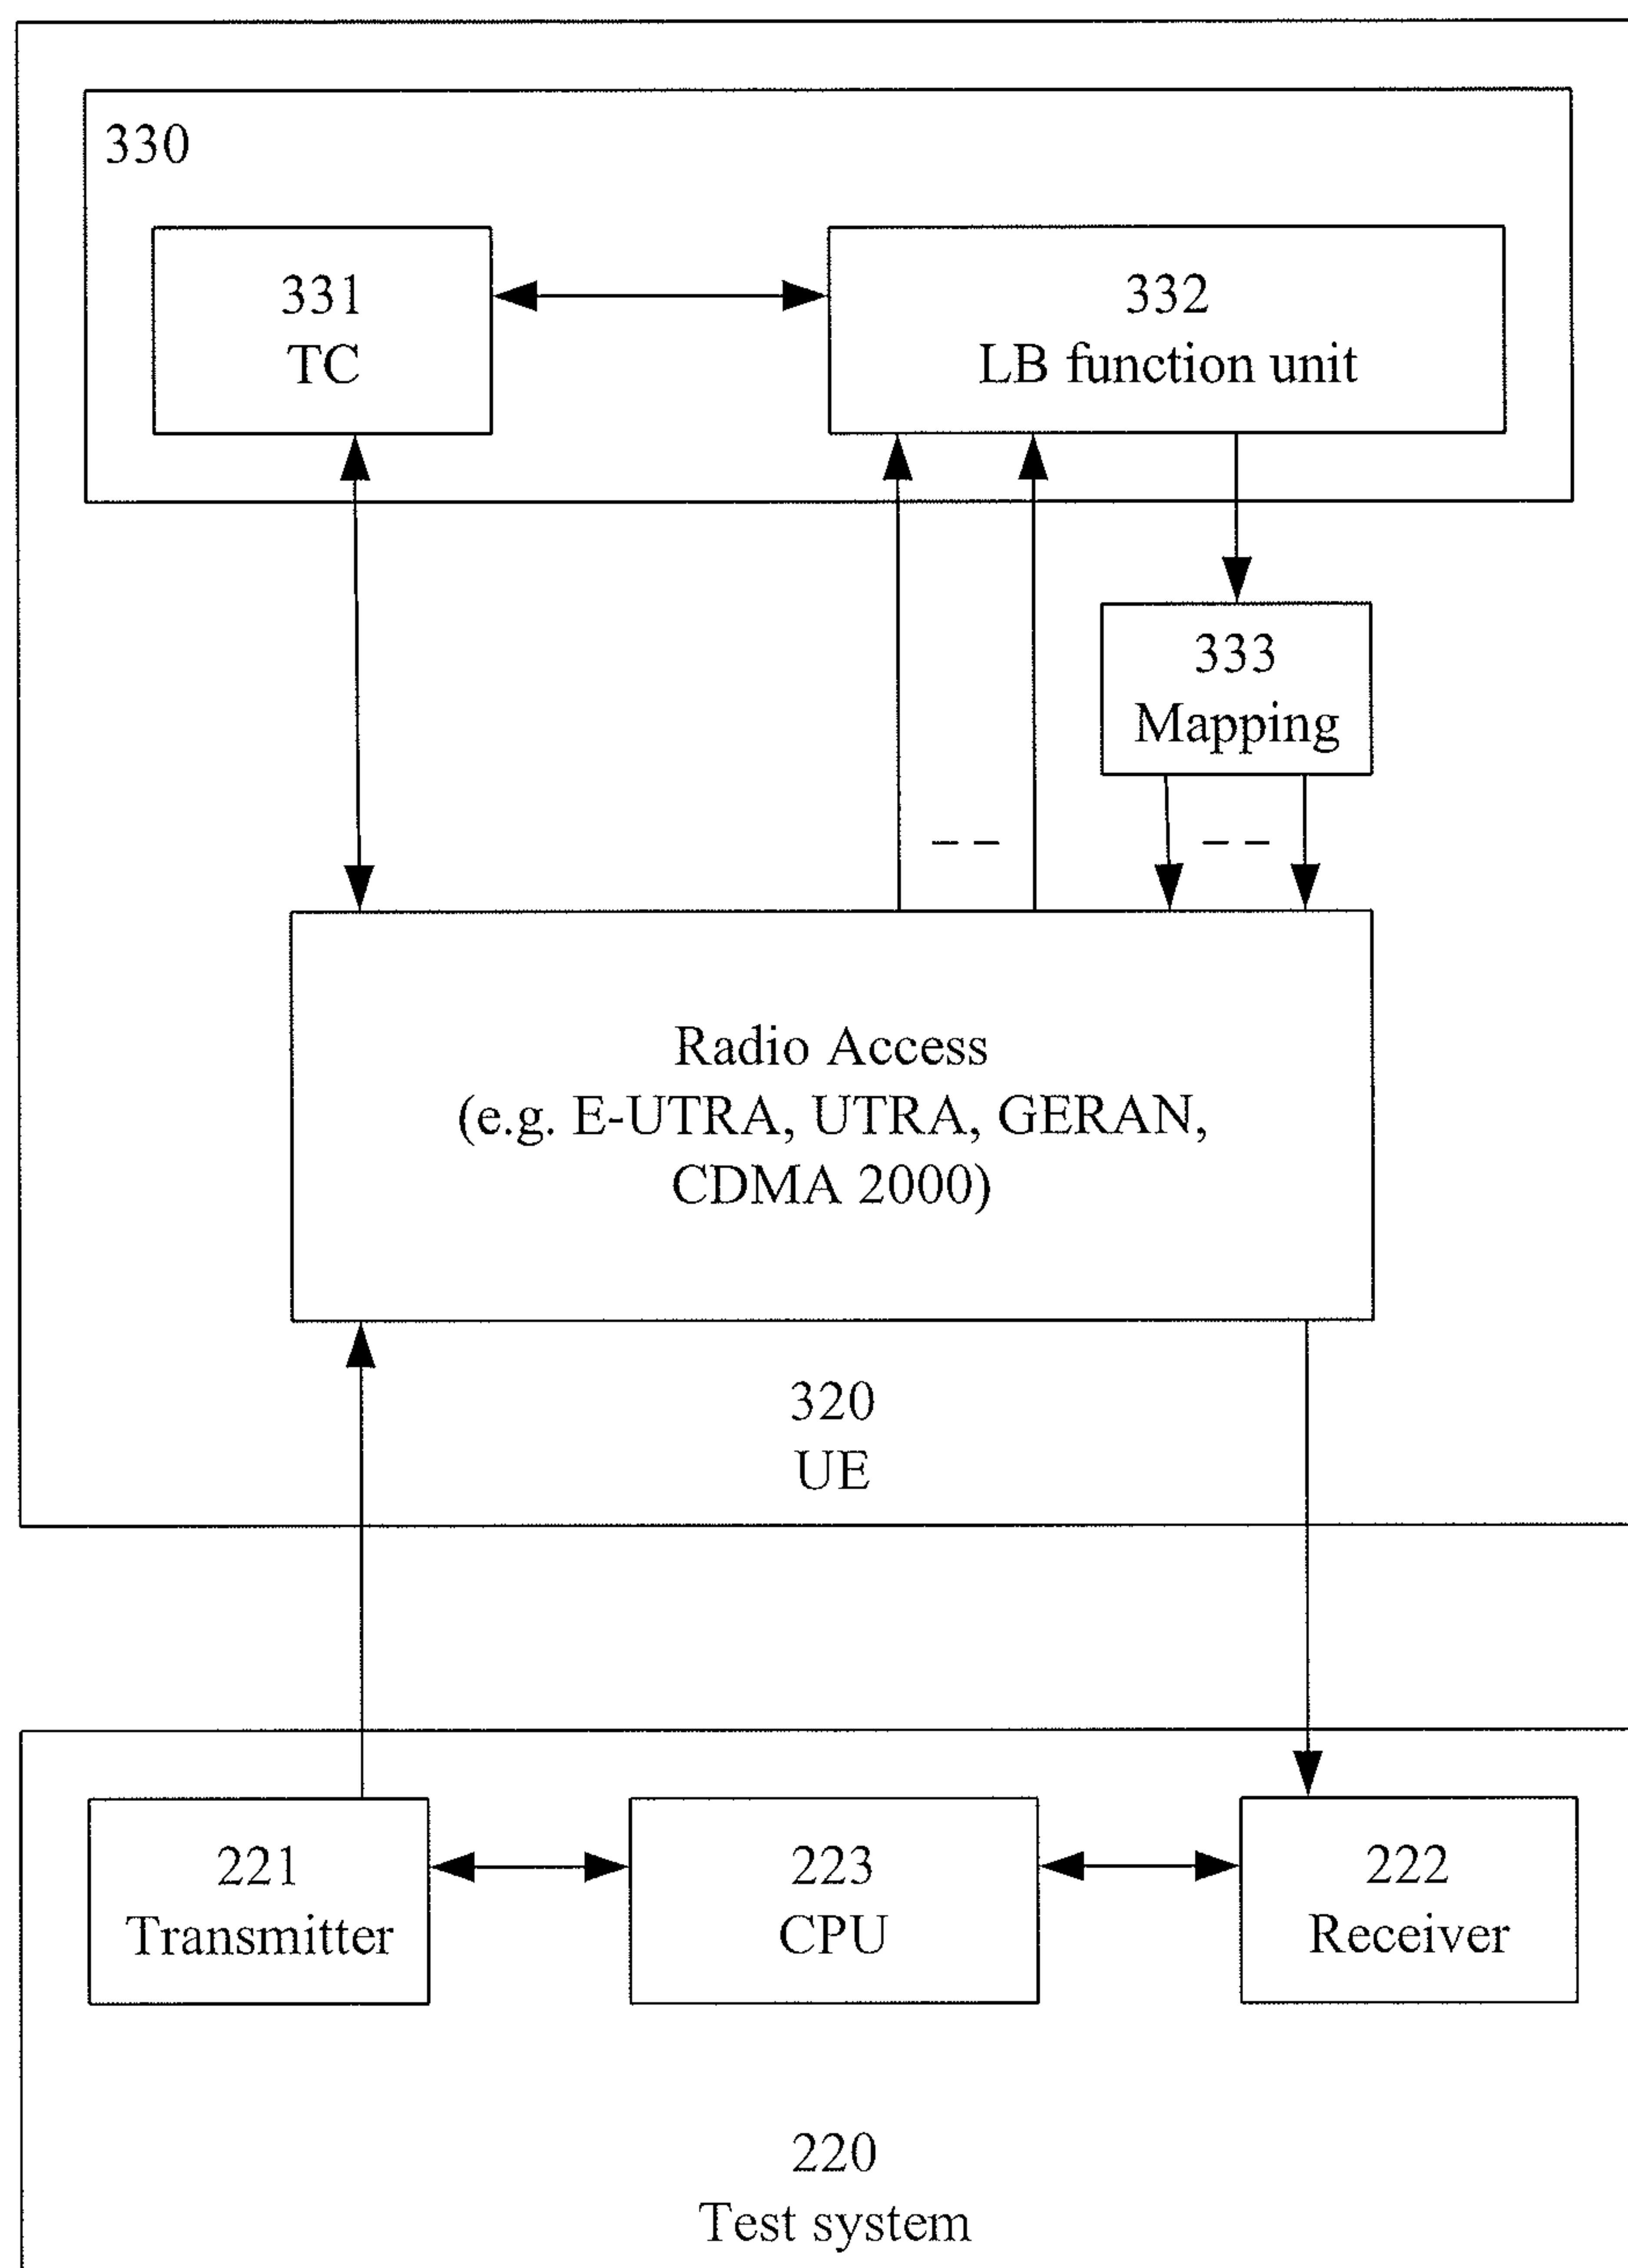 330
331
TC
332
LB function unit
333
Mapping
Radio Access
(e.g. E-UTRA, UTRA, GERAN,
CDMA 2000)
320
UE
221
Transmitter
223
CPU
222
Receiver
220
Test system